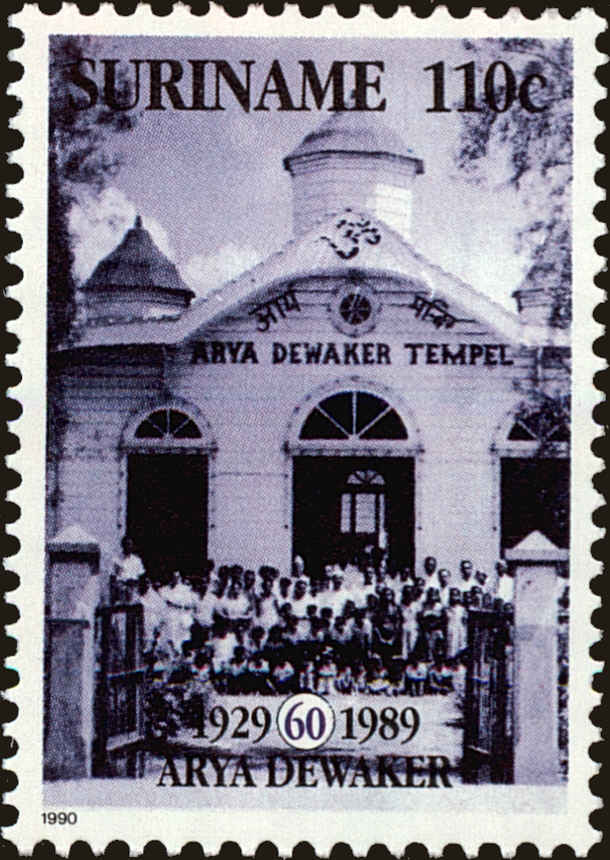 SURINAME 110c
ॐ
आर्य मन्दिर
ARYA DEWAKER TEMPEL
1929 60 1989
ARYA DEWAKER
1990